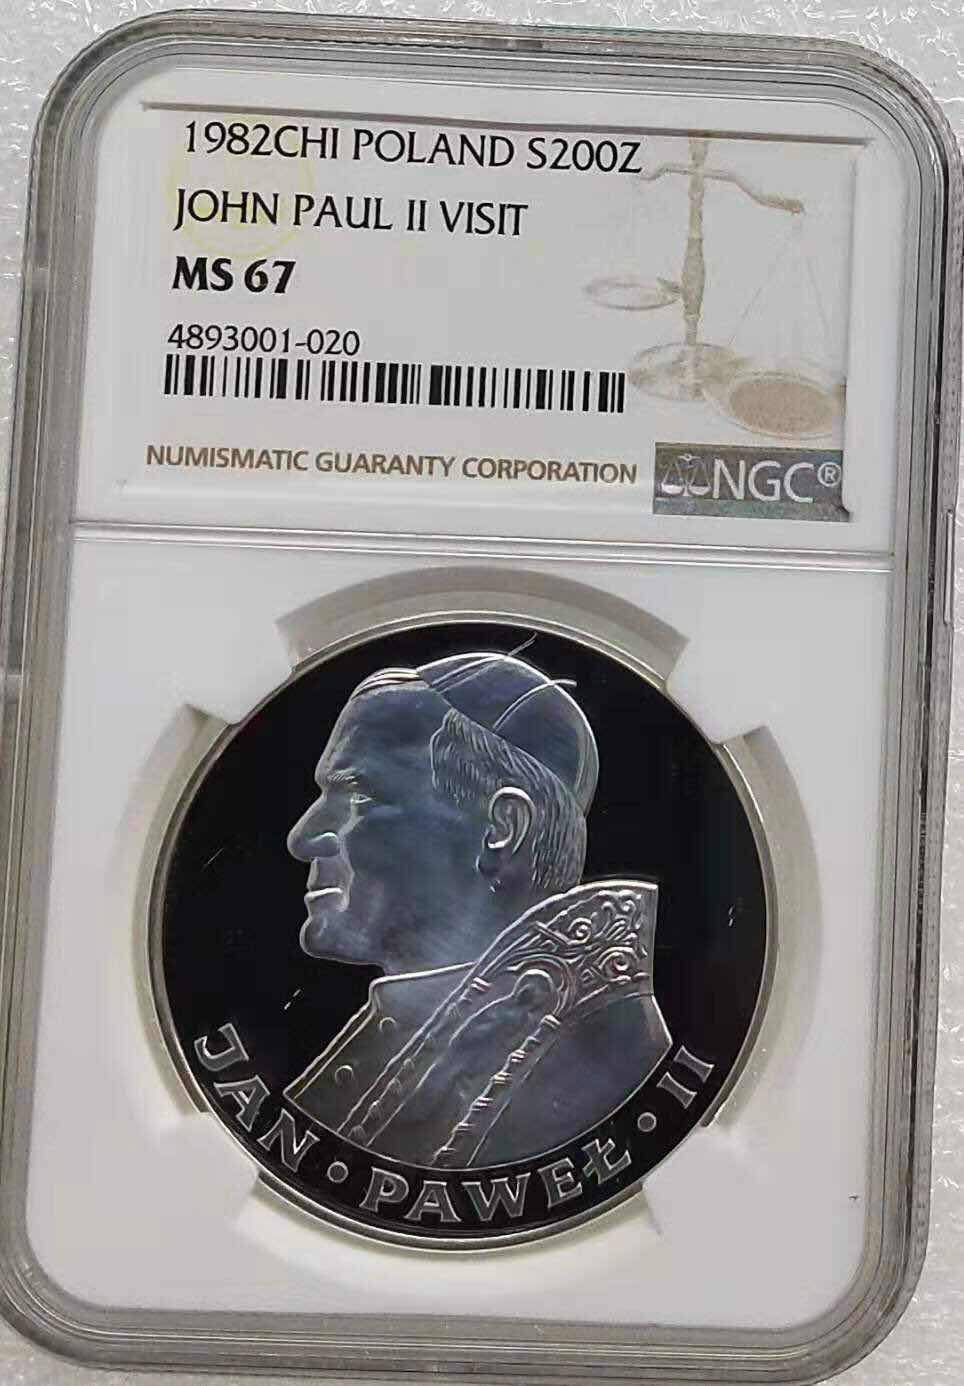 1982CHI POLAND S200Z
JOHN PAUL II VISIT
MS 67
4893001-020
NUMISMATIC GUARANTY CORPORATION
NGC®
JAN • PAWEŁ • II